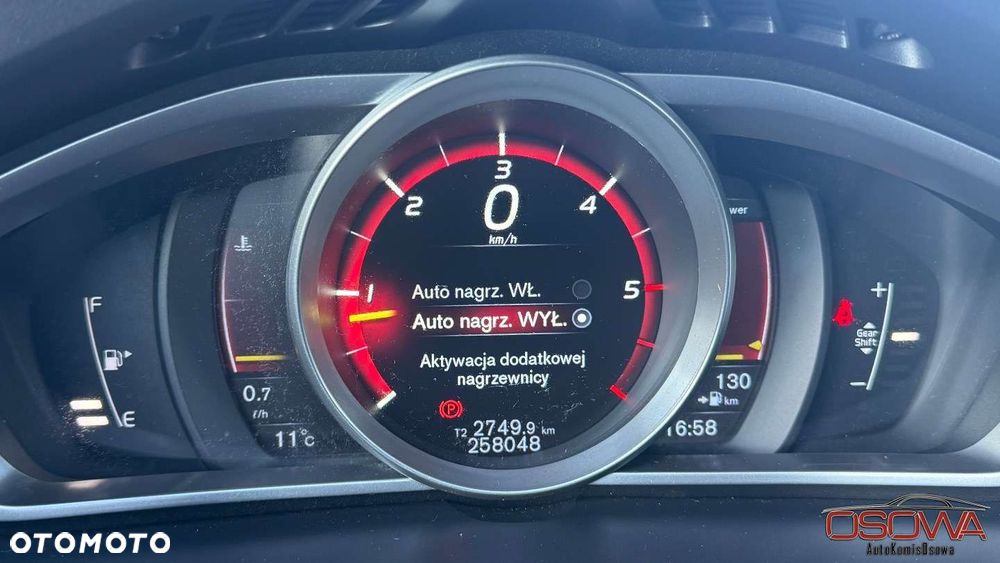 3
2
4
0
km/h
1
5
Auto nagrz. WŁ.
Auto nagrz. WYŁ.
Aktywacja dodatkowej
nagrzewnicy
T2 2749.9 km
258048
F
E
0.7
ℓ/h
11°c
wer
130
km
16:58
+
Gear
Shift
−
P
OTOMOTO
OSOWA
AutoKomisOsowa